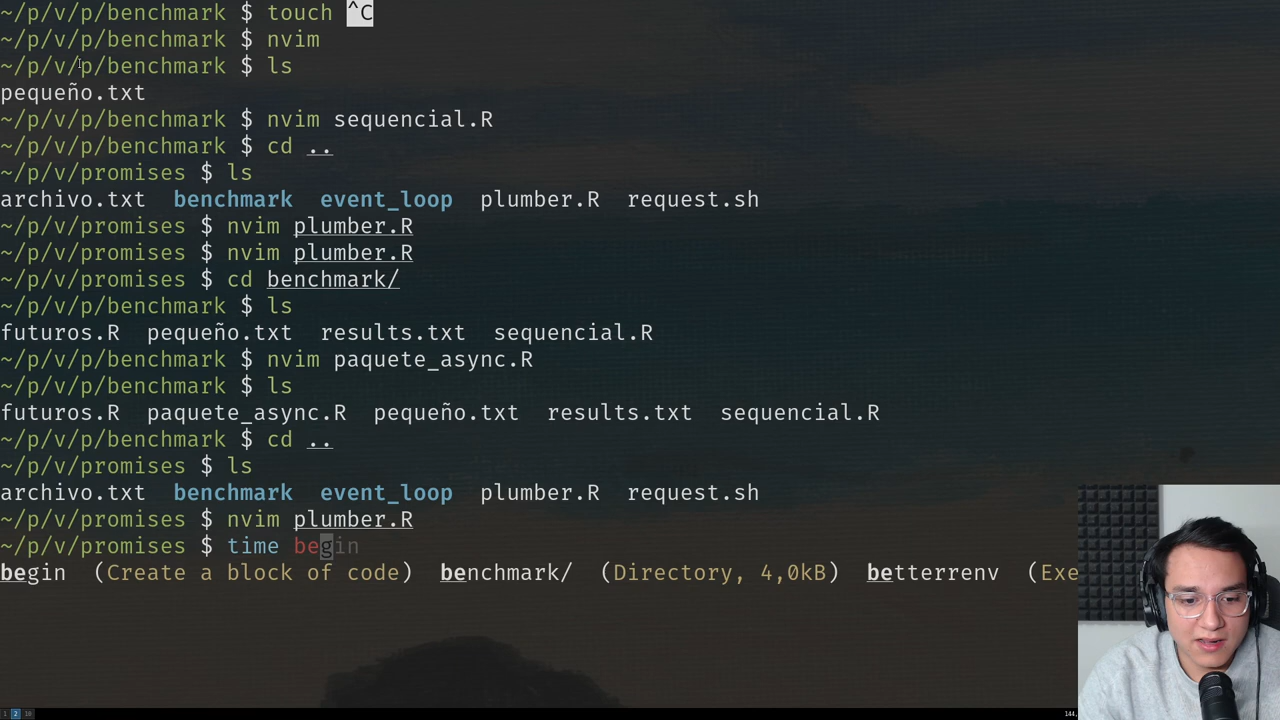 ~/p/v/p/benchmark $ touch ^C
~/p/v/p/benchmark $ nvim
~/p/v/p/benchmark $ ls
pequeño.txt
~/p/v/p/benchmark $ nvim sequencial.R
~/p/v/p/benchmark $ cd ..
~/p/v/promises $ ls
archivo.txt  benchmark  event_loop  plumber.R  request.sh
~/p/v/promises $ nvim plumber.R
~/p/v/promises $ nvim plumber.R
~/p/v/promises $ cd benchmark/
~/p/v/p/benchmark $ ls
futuros.R  pequeño.txt  results.txt  sequencial.R
~/p/v/p/benchmark $ nvim paquete_async.R
~/p/v/p/benchmark $ ls
futuros.R  paquete_async.R  pequeño.txt  results.txt  sequencial.R
~/p/v/p/benchmark $ cd ..
~/p/v/promises $ ls
archivo.txt  benchmark  event_loop  plumber.R  request.sh
~/p/v/promises $ nvim plumber.R
~/p/v/promises $ time begin
begin  (Create a block of code)  benchmark/  (Directory, 4,0kB)  betterrenv  (Exe
1 2 10 144,